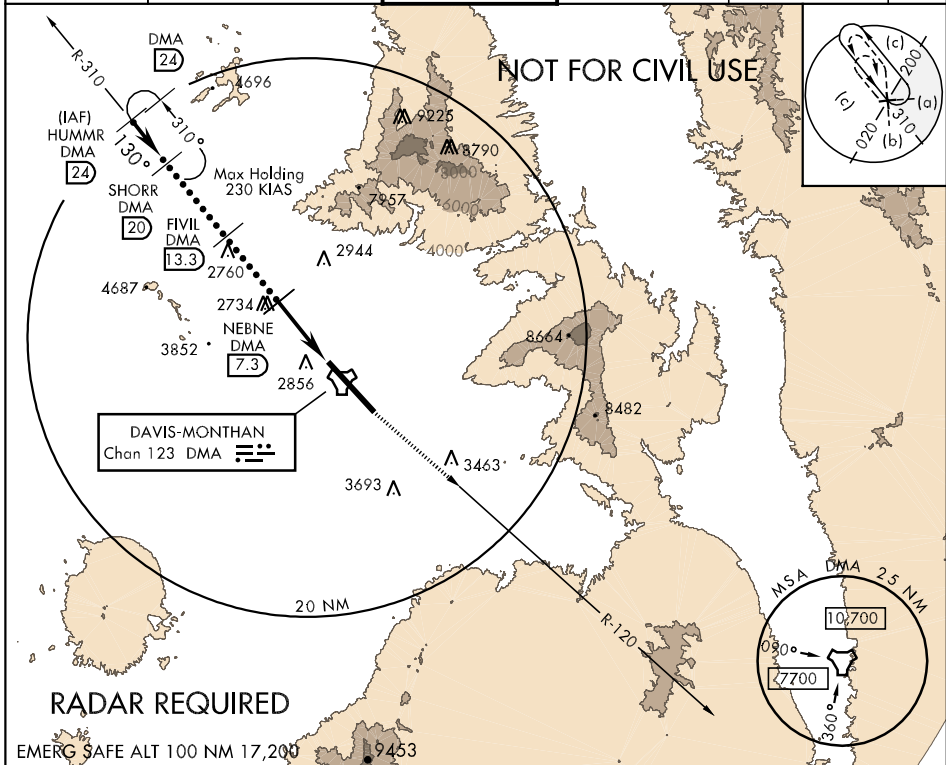 R-310
DMA
24
4696
NOT FOR CIVIL USE
(IAF)
HUMMR
DMA
24
310°
130°
SHORR
DMA
20
Max Holding
230 KIAS
FIVIL
DMA
13.3
2760
9225
8790
8000
7957
6000
4000
2944
4687
2734
3852
NEBNE
DMA
7.3
2856
8664
8482
DAVIS-MONTHAN
Chan 123 DMA
3463
3693
20 NM
R-120
RADAR REQUIRED
EMERG SAFE ALT 100 NM 17,200
9453
(c)
200
(a)
(c)
310
020
(b)
MSA DMA 25 NM
10,700
090°
7700
360°